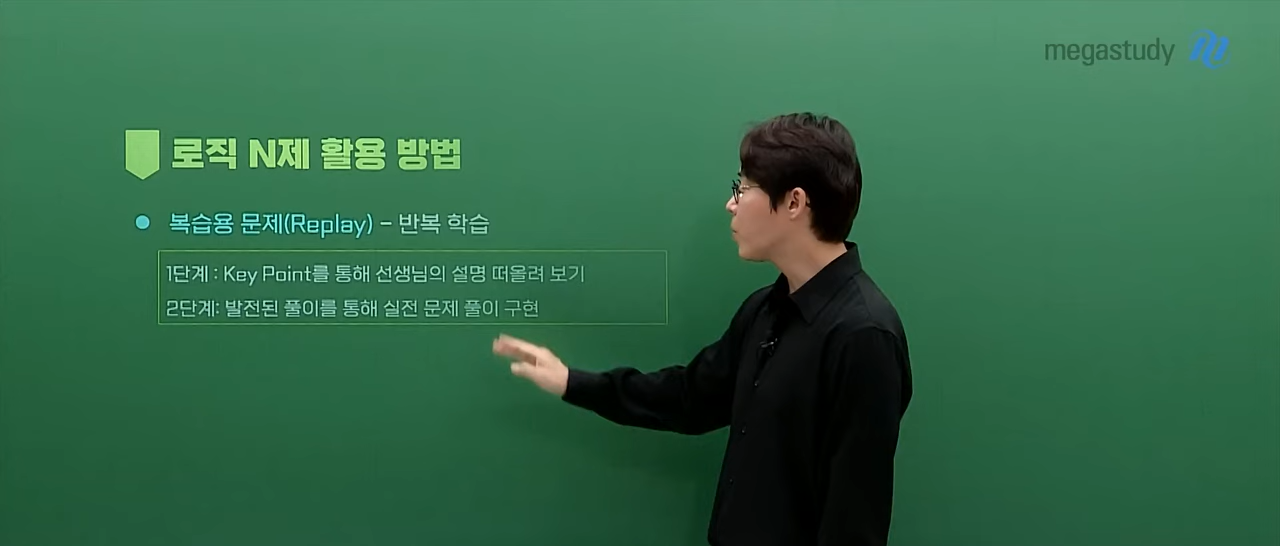 megastudy
로직 N제 활용 방법
복습용 문제(Replay) - 반복 학습
1단계 : Key Point를 통해 선생님의 설명 떠올려 보기
2단계: 발전된 풀이를 통해 실전 문제 풀이 구현